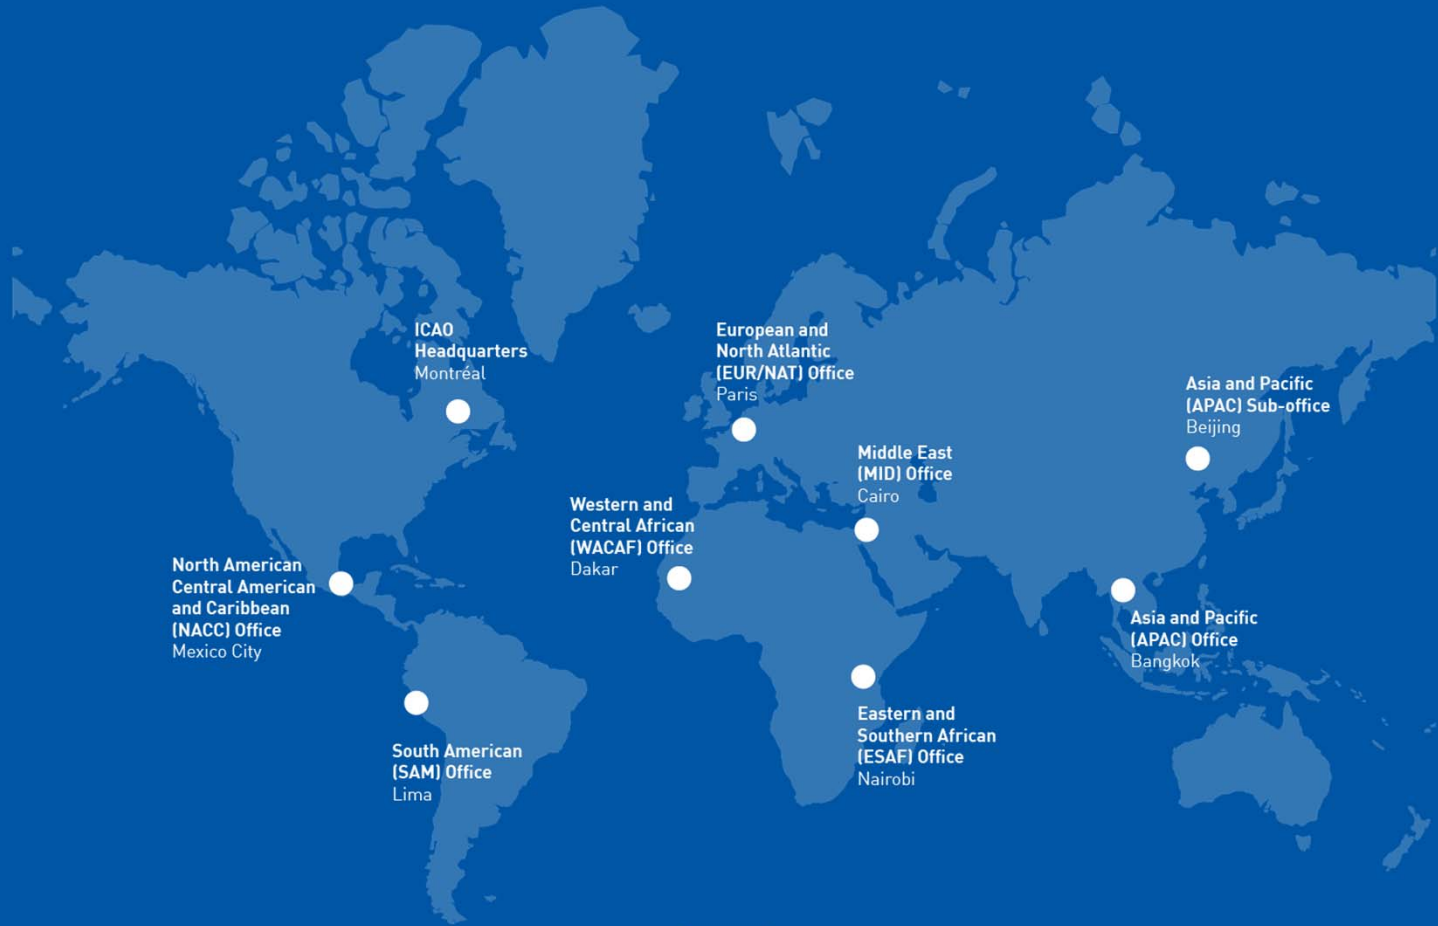 ICAO
Headquarters
Montréal
European and
North Atlantic
(EUR/NAT) Office
Paris
Asia and Pacific
(APAC) Sub-office
Beijing
Middle East
(MID) Office
Cairo
Western and
Central African
(WACAF) Office
Dakar
North American
Central American
and Caribbean
(NACC) Office
Mexico City
Asia and Pacific
(APAC) Office
Bangkok
Eastern and
Southern African
(ESAF) Office
Nairobi
South American
(SAM) Office
Lima